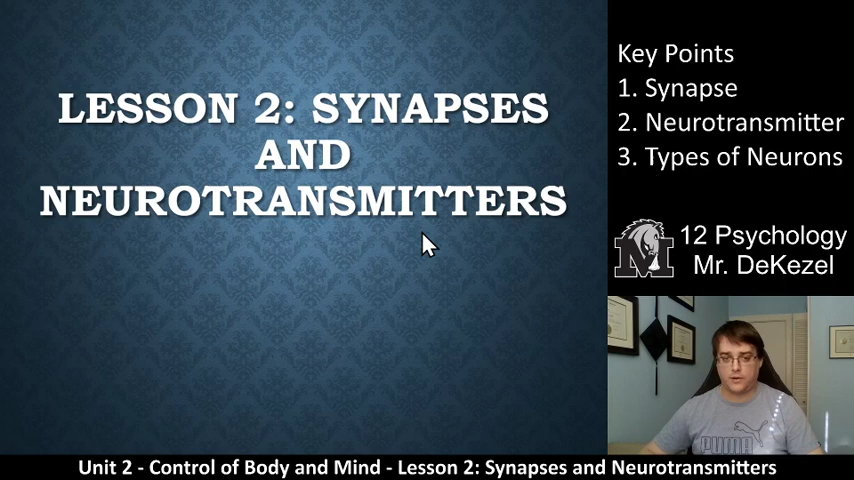 LESSON 2: SYNAPSES
AND
NEUROTRANSMITTERS
Key Points
1. Synapse
2. Neurotransmitter
3. Types of Neurons
M
12 Psychology
Mr. DeKezel
PUMA
Unit 2 - Control of Body and Mind - Lesson 2: Synapses and Neurotransmitters